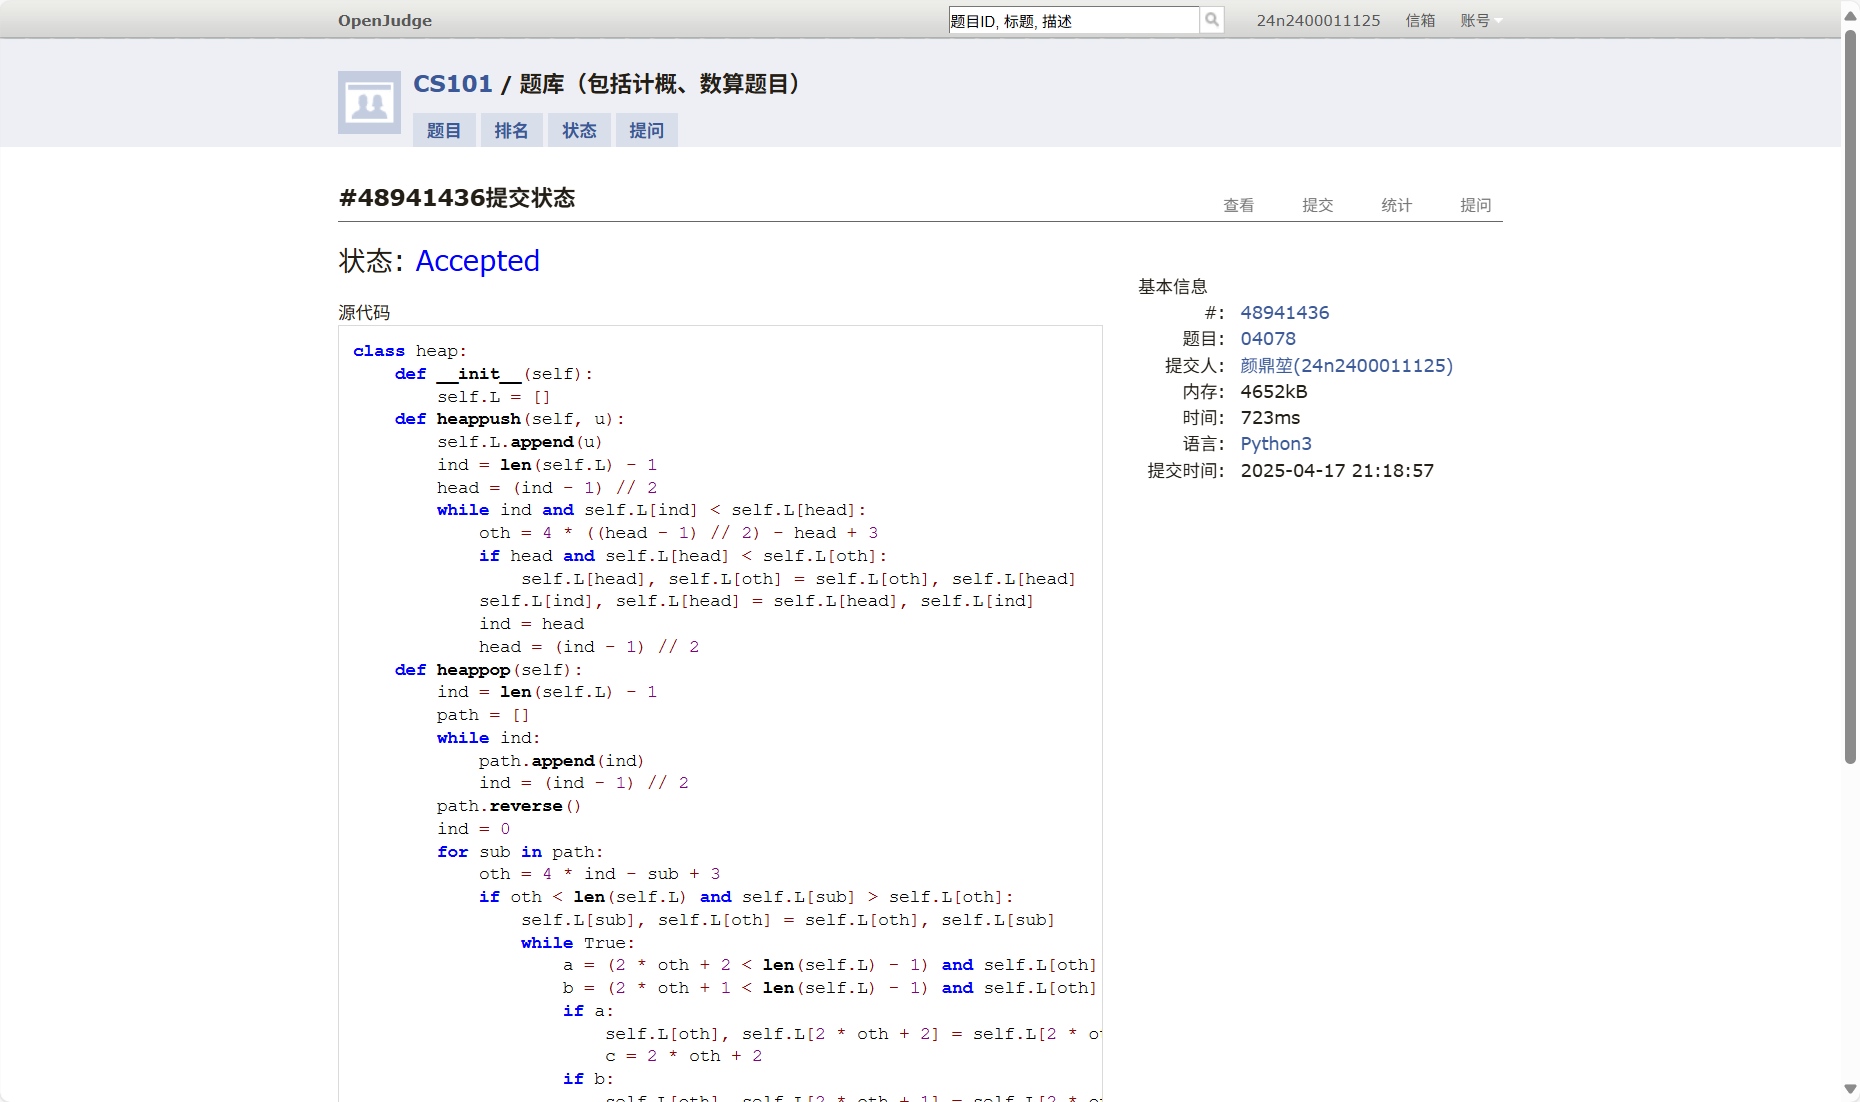 OpenJudge
题目ID, 标题, 描述
24n2400011125
信箱
账号
CS101 / 题库（包括计概、数算题目）
题目
排名
状态
提问
#48941436提交状态
查看
提交
统计
提问
状态: Accepted
源代码
class heap:
    def __init__(self):
        self.L = []
    def heappush(self, u):
        self.L.append(u)
        ind = len(self.L) - 1
        head = (ind - 1) // 2
        while ind and self.L[ind] < self.L[head]:
            oth = 4 * ((head - 1) // 2) - head + 3
            if head and self.L[head] < self.L[oth]:
                self.L[head], self.L[oth] = self.L[oth], self.L[head]
            self.L[ind], self.L[head] = self.L[head], self.L[ind]
            ind = head
            head = (ind - 1) // 2
    def heappop(self):
        ind = len(self.L) - 1
        path = []
        while ind:
            path.append(ind)
            ind = (ind - 1) // 2
        path.reverse()
        ind = 0
        for sub in path:
            oth = 4 * ind - sub + 3
            if oth < len(self.L) and self.L[sub] > self.L[oth]:
                self.L[sub], self.L[oth] = self.L[oth], self.L[sub]
                while True:
                    a = (2 * oth + 2 < len(self.L) - 1) and self.L[oth]
                    b = (2 * oth + 1 < len(self.L) - 1) and self.L[oth]
                    if a:
                        self.L[oth], self.L[2 * oth + 2] = self.L[2 * o
                        c = 2 * oth + 2
                    if b:
                        self.L[oth], self.L[2 * oth + 1] = self.L[2 * o
基本信息
#: 48941436
题目: 04078
提交人: 颜鼎堃(24n2400011125)
内存: 4652kB
时间: 723ms
语言: Python3
提交时间: 2025-04-17 21:18:57